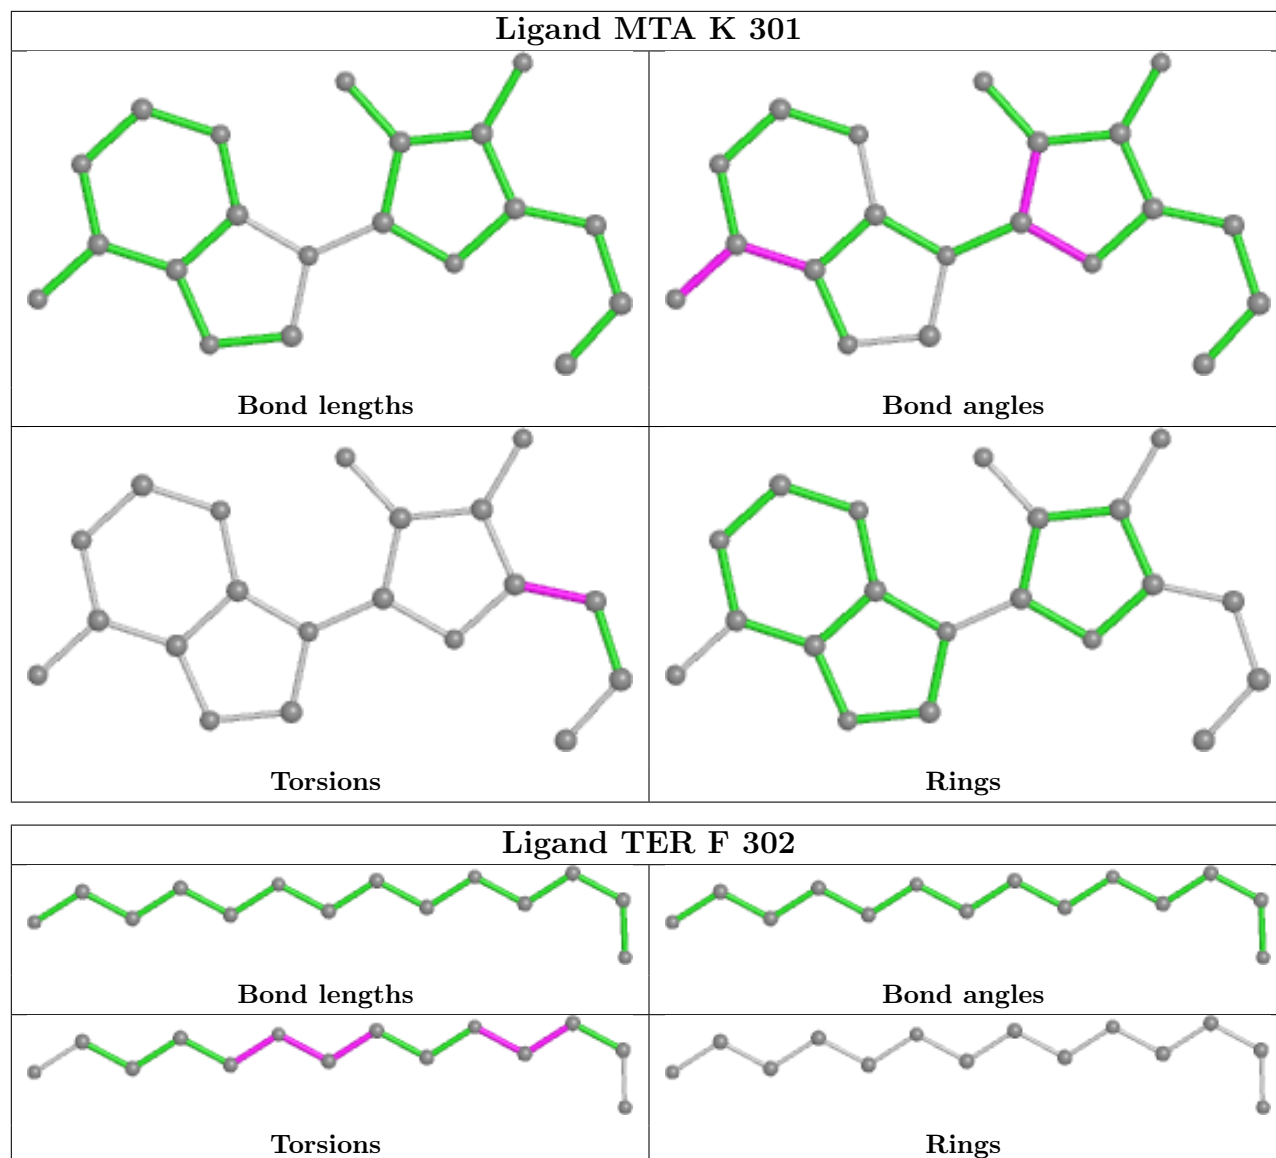 Ligand MTA K 301
Bond lengths
Bond angles
Torsions
Rings
Ligand TER F 302
Bond lengths
Bond angles
Torsions
Rings